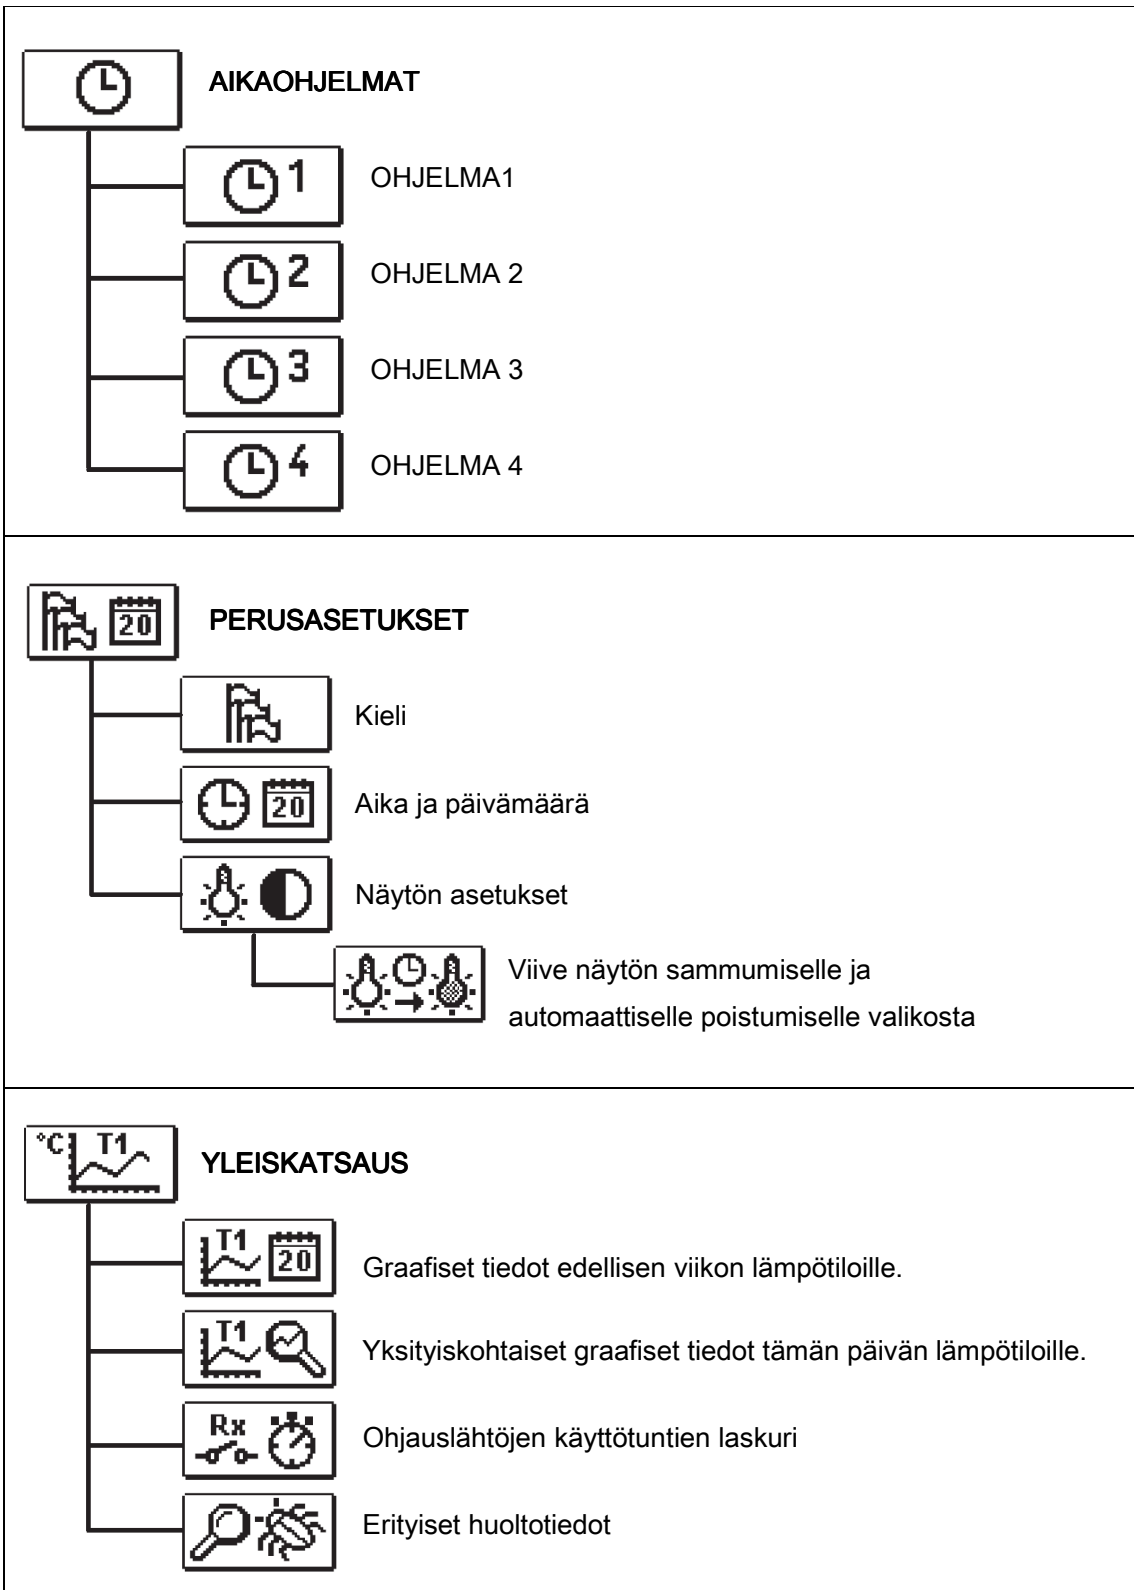 AIKAOHJELMAT
1
OHJELMA1
2
OHJELMA 2
3
OHJELMA 3
4
OHJELMA 4
20
PERUSASETUKSET
Kieli
20
Aika ja päivämäärä
Näytön asetukset
Viive näytön sammumiselle ja
automaattiselle poistumiselle valikosta
°C T1
YLEISKATSAUS
T1 20
Graafiset tiedot edellisen viikon lämpötiloille.
T1
Yksityiskohtaiset graafiset tiedot tämän päivän lämpötiloille.
Rx
Ohjauslähtöjen käyttötuntien laskuri
Erityiset huoltotiedot